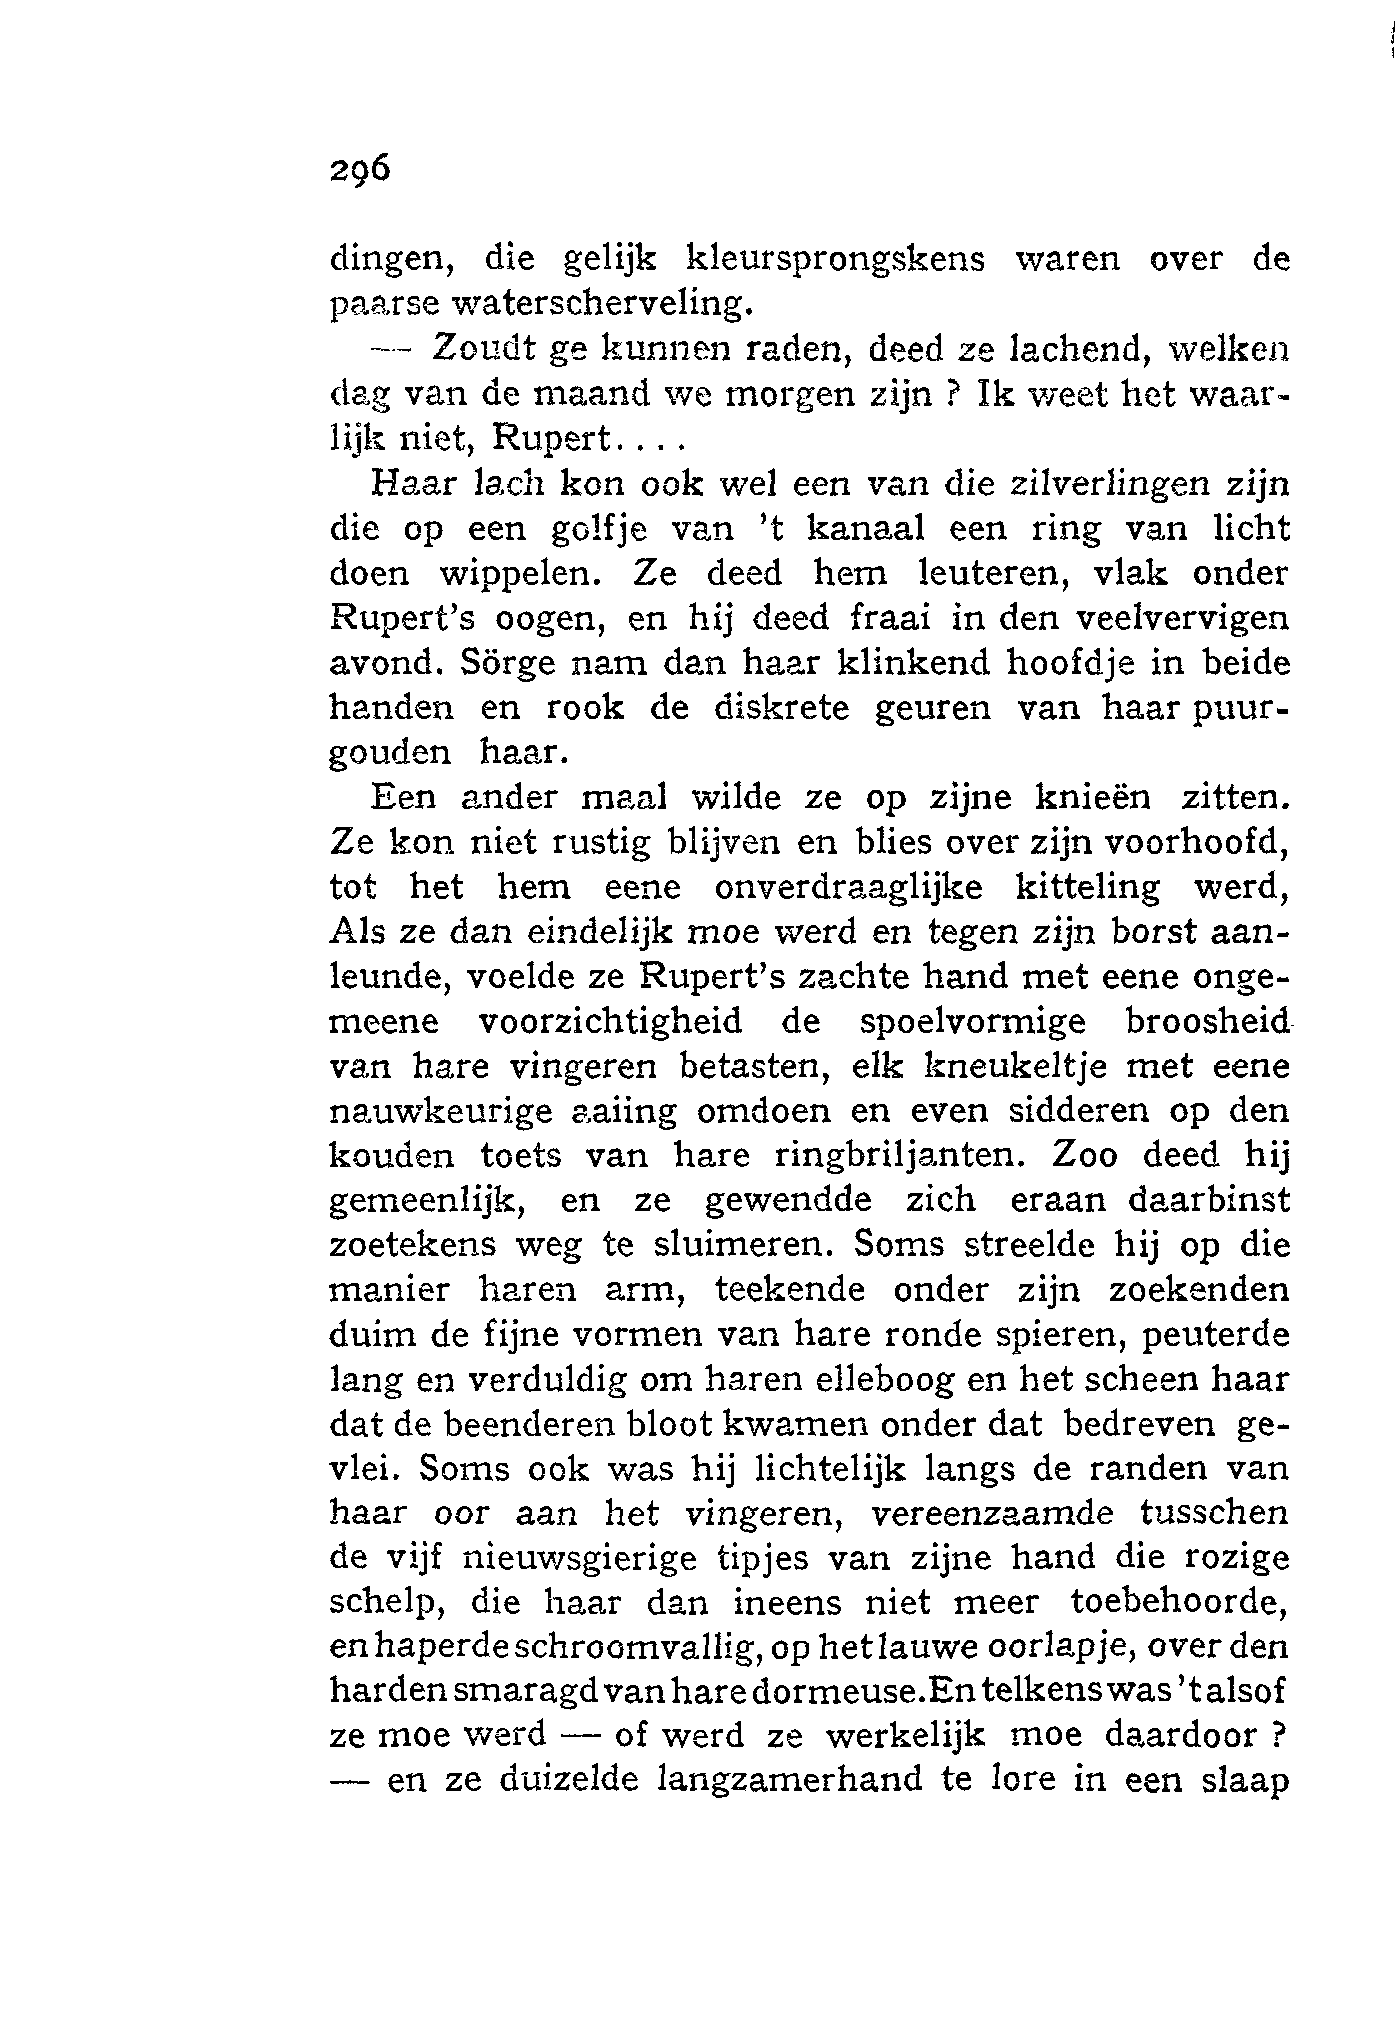 296
dingen, die gelijk kleursprongskens waren over de
paarse waterscherveling.
— Zoudt ge kunnen raden, deed ze lachend, welken
dag van de maand we morgen zijn ? Ik weet het waar-
lijk niet, Rupert. . . .
Haar lach kon ook wel een van die zilverlingen zijn
die op een golfje van 't kanaal een ring van licht
doen wippelen. Ze deed hem leuteren, vlak onder
Rupert's oogen, en hij deed fraai in den veelvervigen
avond. Sörge nam dan haar klinkend hoofdje in beide
handen en rook de diskrete geuren van haar puur-
gouden haar.
Een ander maal wilde ze op zijne knieën zitten.
Ze kon niet rustig blijven en blies over zijn voorhoofd,
tot het hem eene onverdraaglijke kitteling werd,
Als ze dan eindelijk moe werd en tegen zijn borst aan-
leunde, voelde ze Rupert's zachte hand met eene onge-
meene voorzichtigheid de spoelvormige broosheid
van hare vingeren betasten, elk kneukeltje met eene
nauwkeurige aaiing omdoen en even sidderen op den
kouden toets van hare ringbriljanten. Zoo deed hij
gemeenlijk, en ze gewendde zich eraan daarbinst
zoetekens weg te sluimeren. Soms streelde hij op die
manier haren arm, teekende onder zijn zoekenden
duim de fijne vormen van hare ronde spieren, peuterde
lang en verduldig om haren elleboog en het scheen haar
dat de beenderen bloot kwamen onder dat bedreven ge-
vlei. Soms ook was hij lichtelijk langs de randen van
haar oor aan het vingeren, vereenzaamde tusschen
de vijf nieuwsgierige tipjes van zijne hand die rozige
schelp, die haar dan ineens niet meer toebehoorde,
en haperde schroomvallig, op het lauwe oorlapje, over den
harden smaragd van hare dormeuse. En telkens was 't alsof
ze moe werd — of werd ze werkelijk moe daardoor ?
— en ze duizelde langzamerhand te lore in een slaap